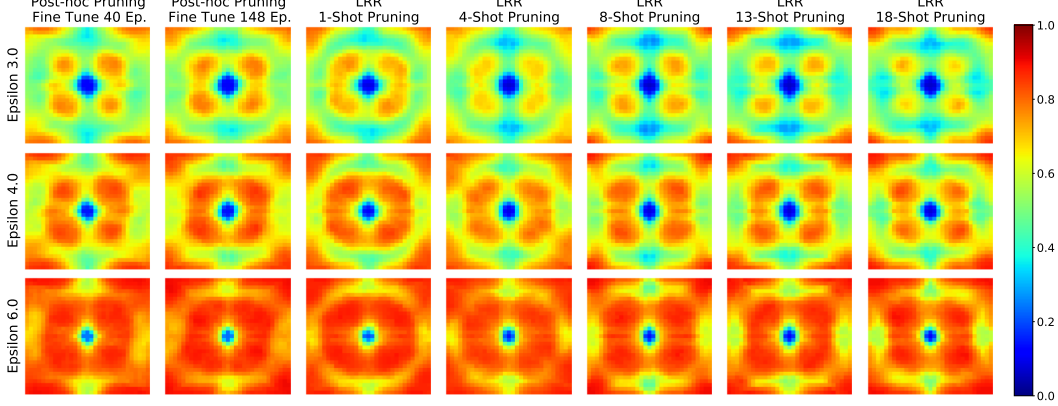 Post-hoc Pruning
Fine Tune 40 Ep.
Post-hoc Pruning
Fine Tune 148 Ep.
LRR
1-Shot Pruning
LRR
4-Shot Pruning
LRR
8-Shot Pruning
LRR
13-Shot Pruning
LRR
18-Shot Pruning
Epsilon 3.0
Epsilon 4.0
Epsilon 6.0
1.0
0.8
0.6
0.4
0.2
0.0